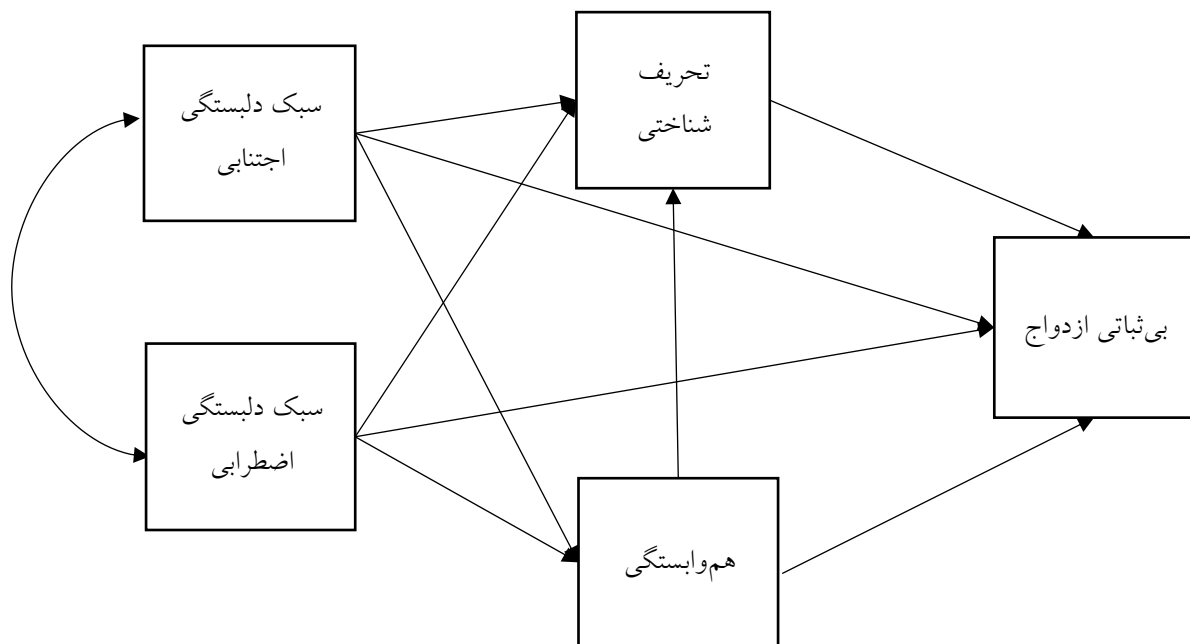 سبک دلبستگی
اجتنابی
تحریف
شناختی
بی‌ثباتی ازدواج
سبک دلبستگی
اضطرابی
هم‌وابستگی